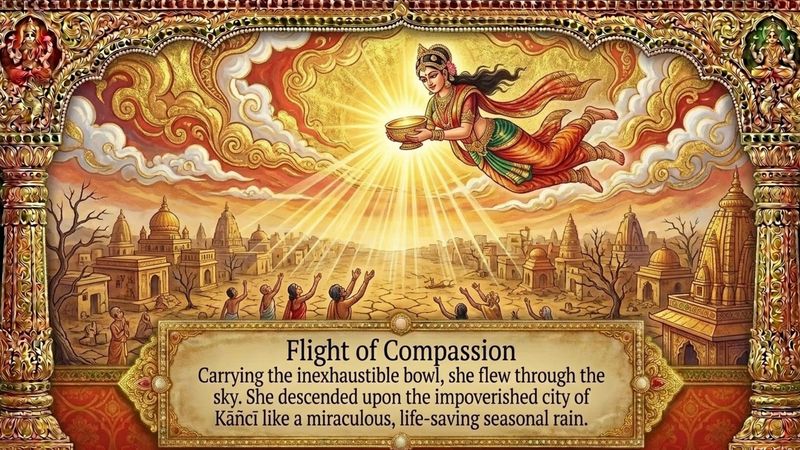 Flight of Compassion
Carrying the inexhaustible bowl, she flew through the
sky. She descended upon the impoverished city of
Kāñcī like a miraculous, life-saving seasonal rain.